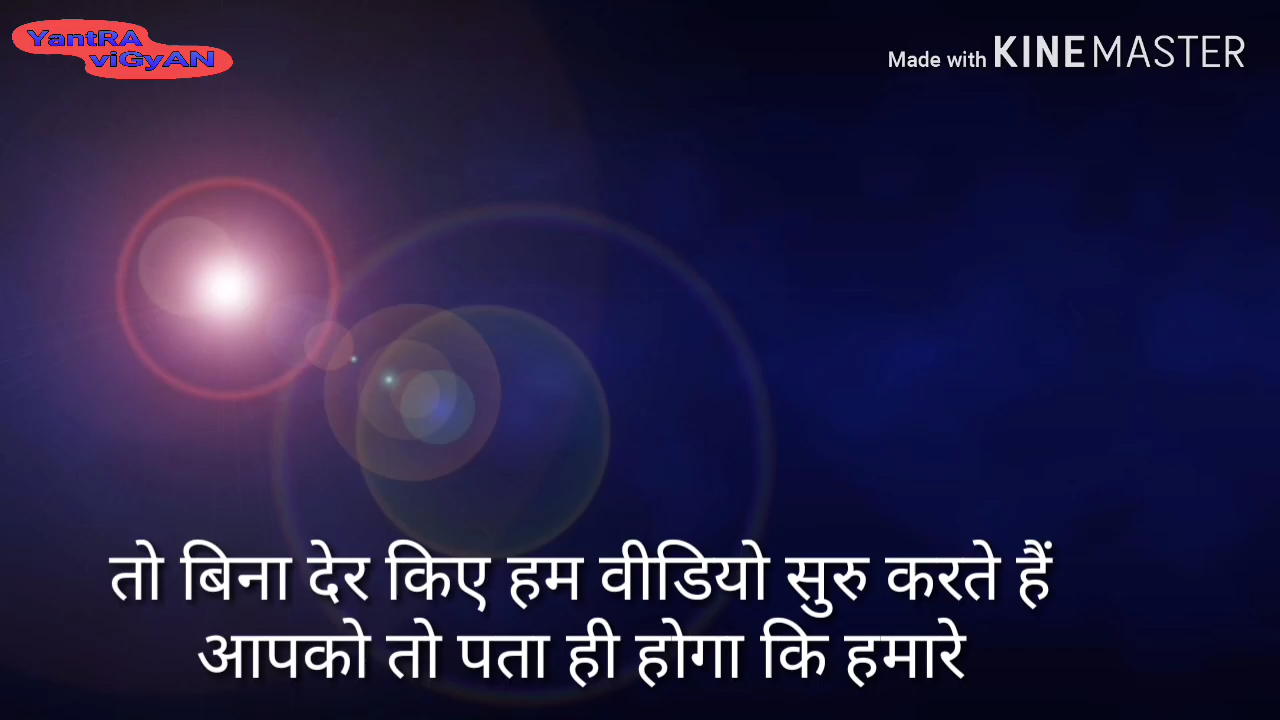 YantRA
viGyAN
Made with KINEMASTER
तो बिना देर किए हम वीडियो सुरु करते हैं
आपको तो पता ही होगा कि हमारे